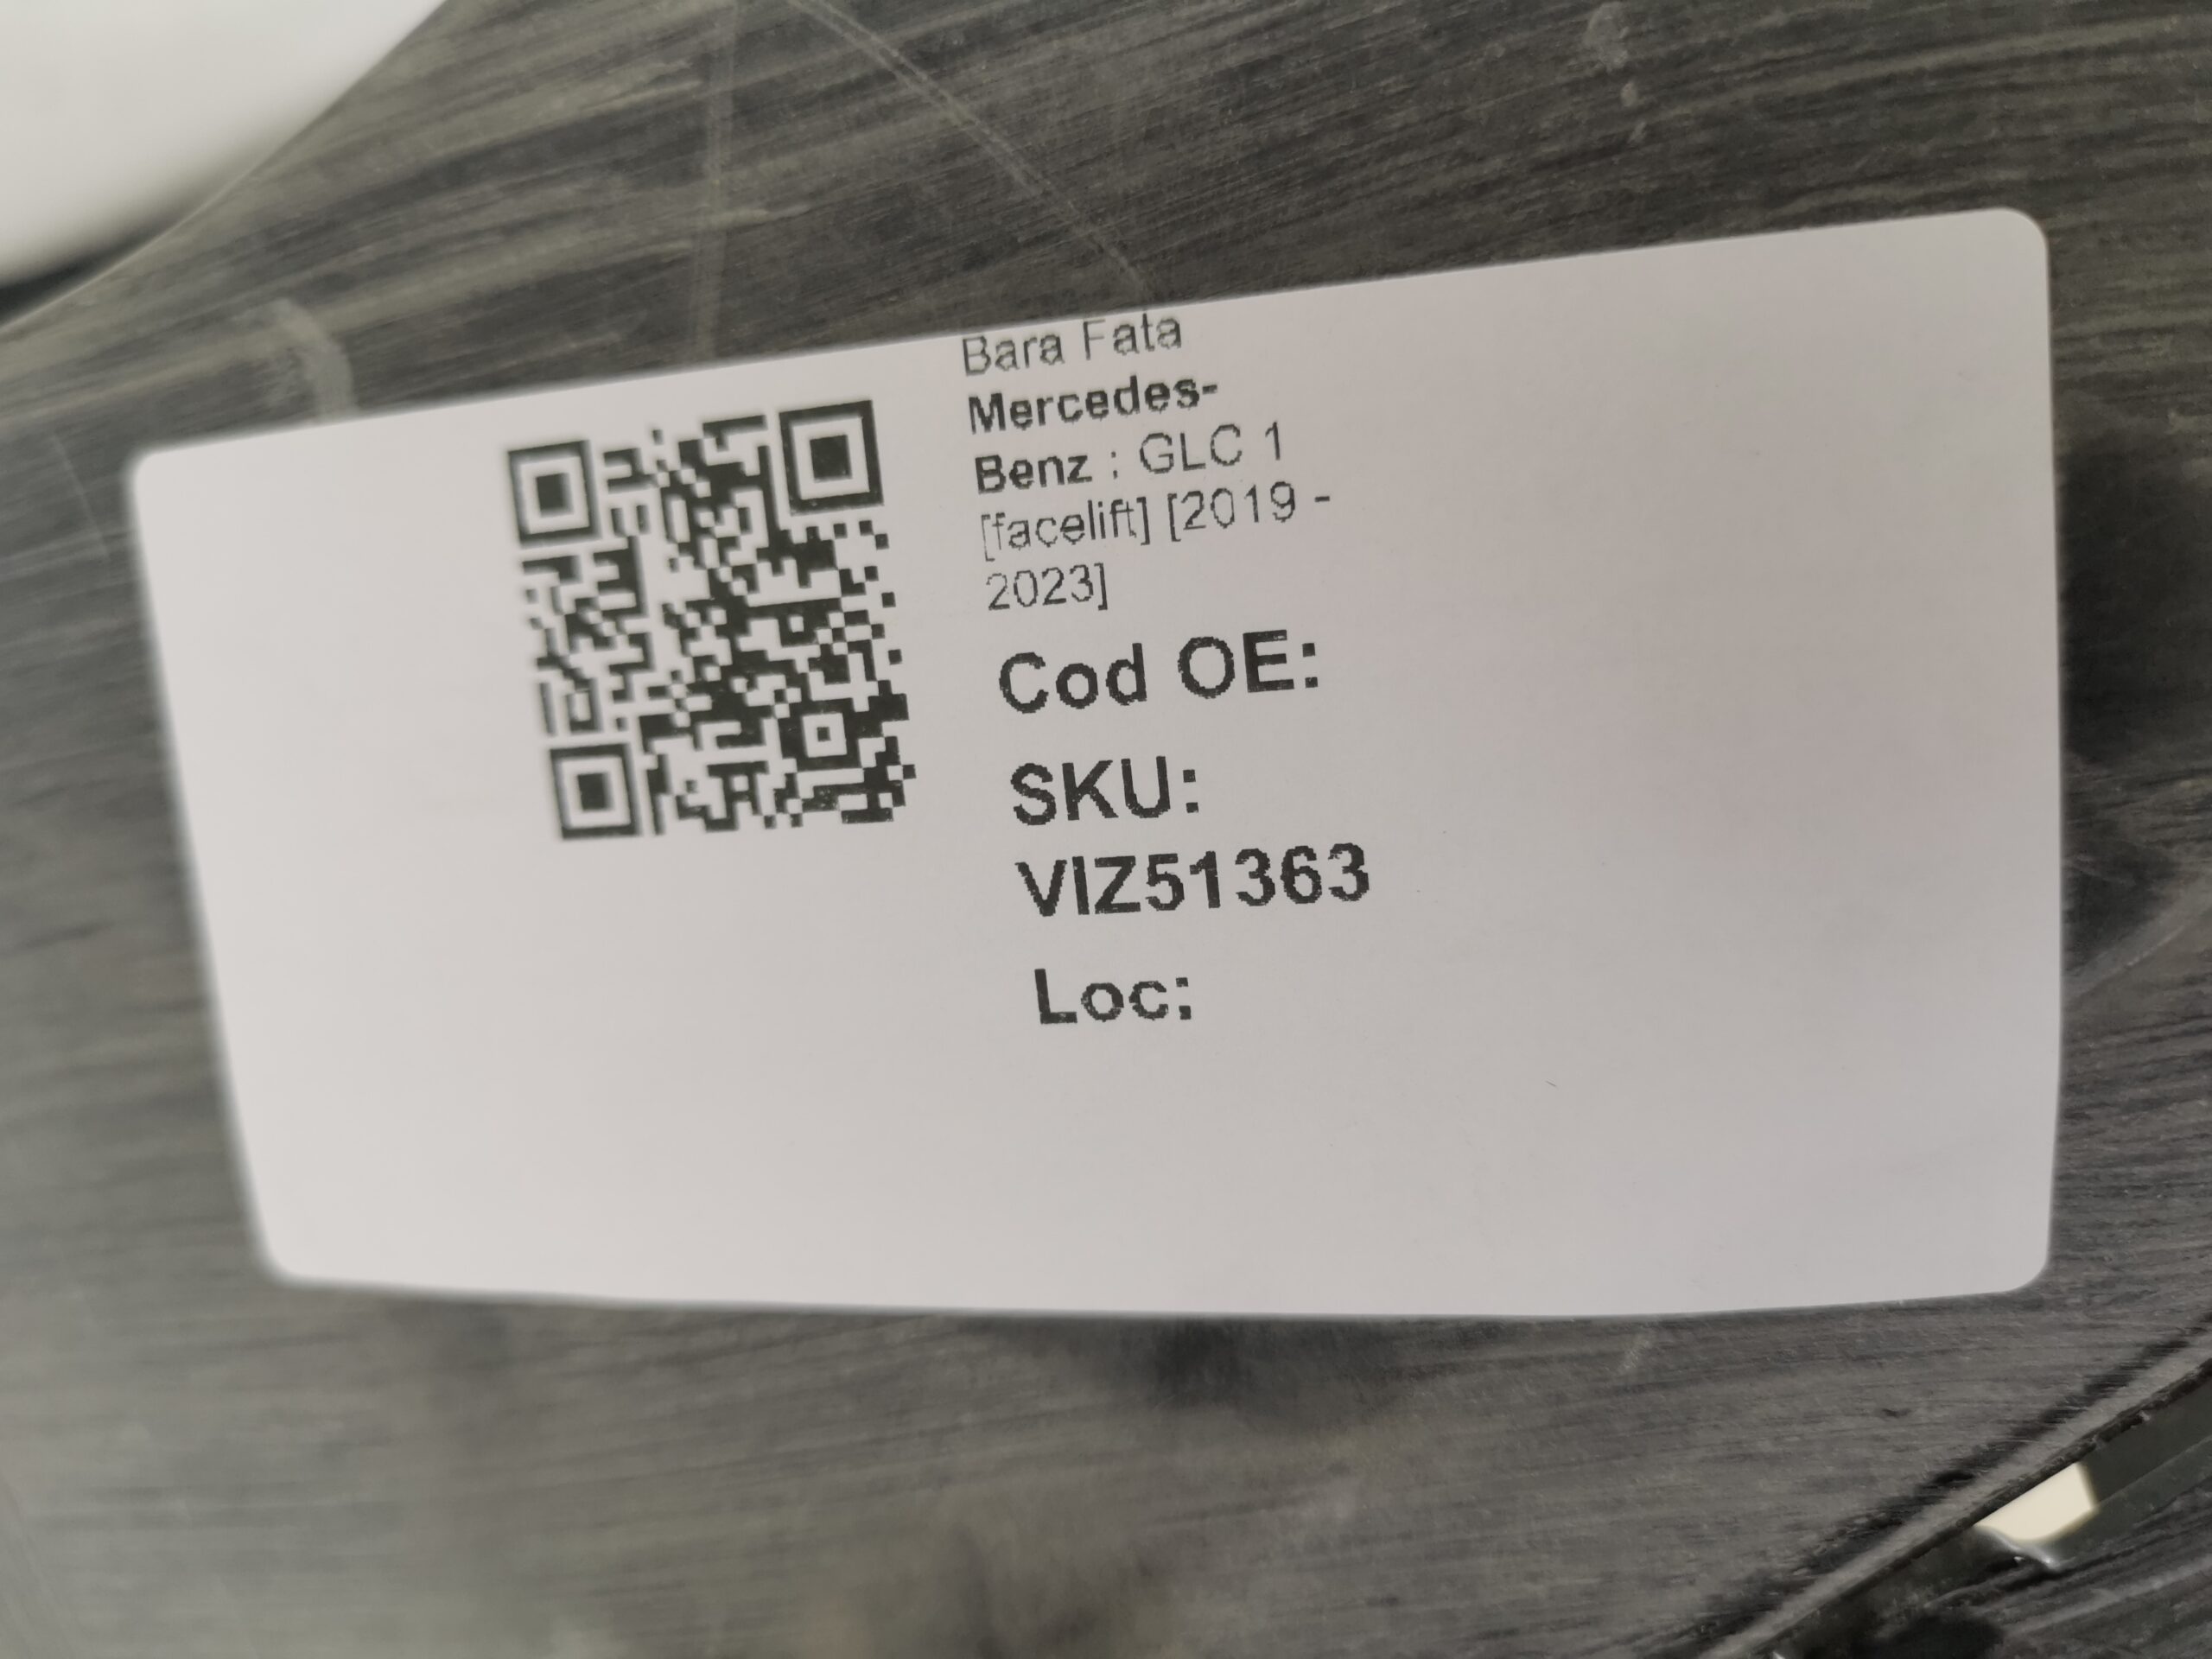 Bara Fata
Mercedes-
Benz : GLC 1
[facelift] [2019 -
2023]
Cod OE:
SKU:
VIZ51363
Loc: